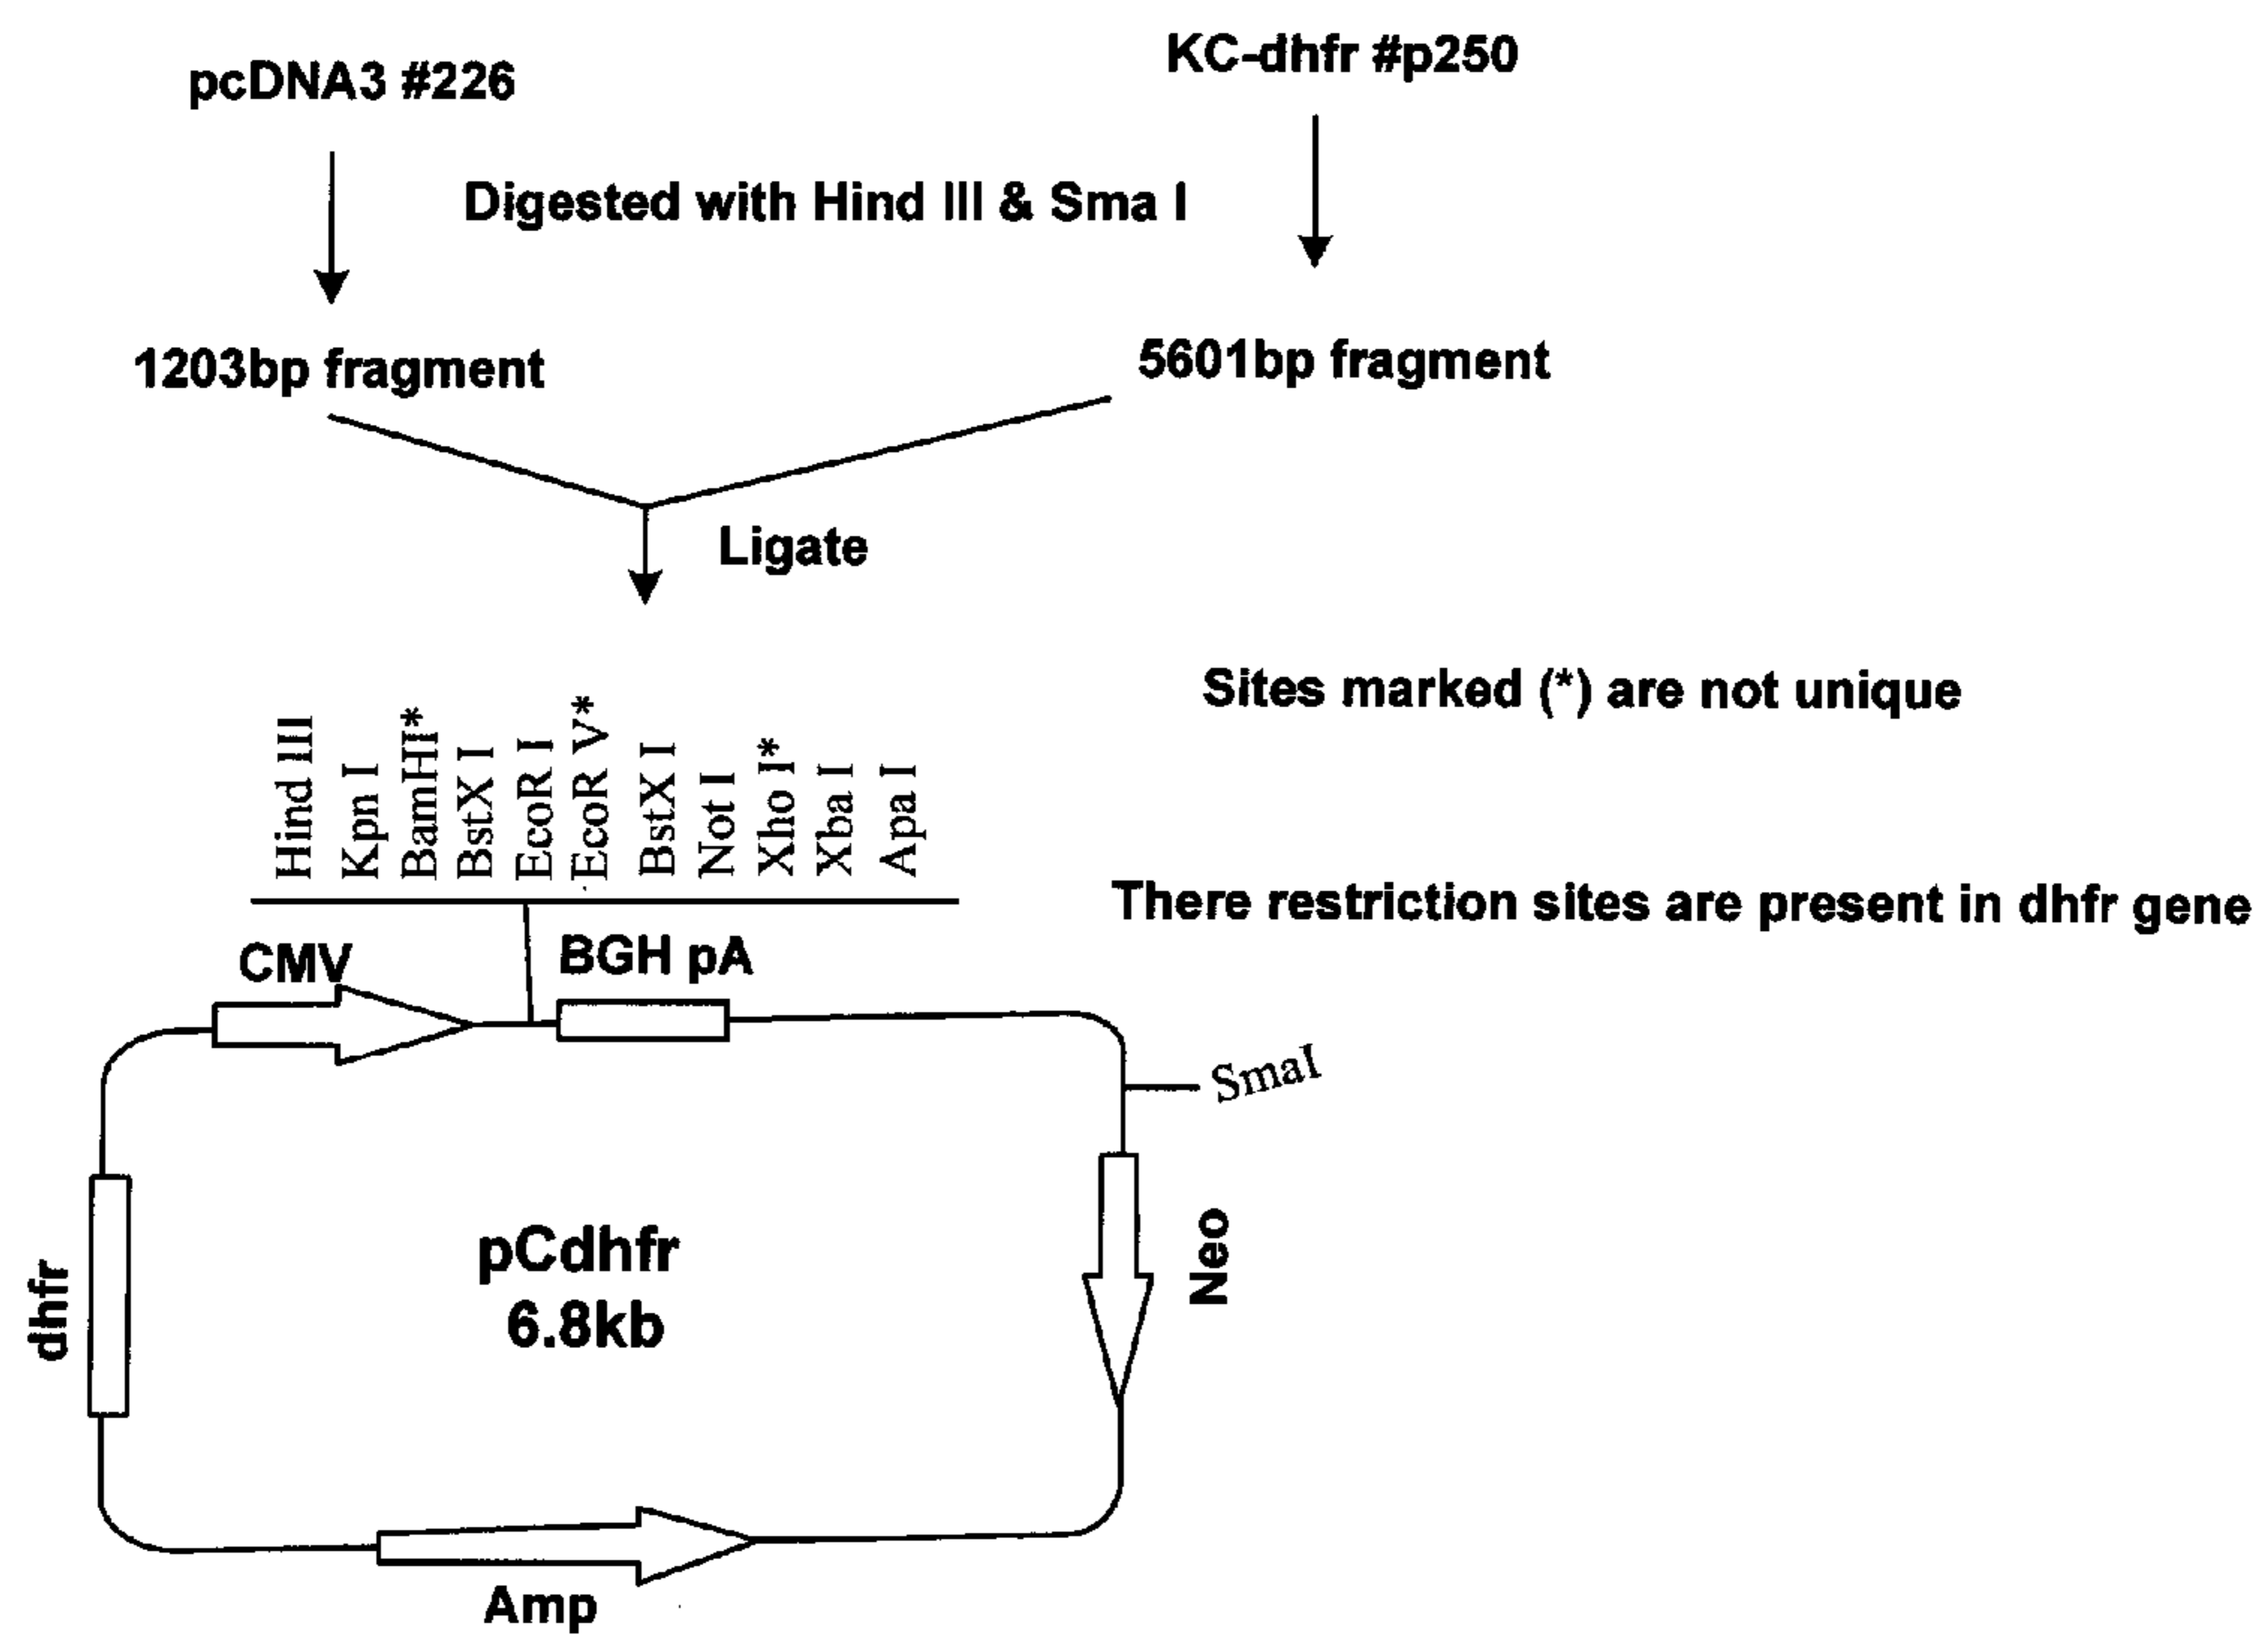 pcDNA3 #226
KC-dhfr #p250
Digested with Hind III & Sma I
1203bp fragment
5601bp fragment
Ligate
Sites marked (*) are not unique
Hind III
Kpn I
BamHI*
BstX I
EcoR I
EcoR V*
BstX I
Not I
Xho I*
Xba I
Apa I
There restriction sites are present in dhfr gene
CMV
BGH pA
SmaI
dhfr
pCdhfr
6.8kb
Neo
Amp